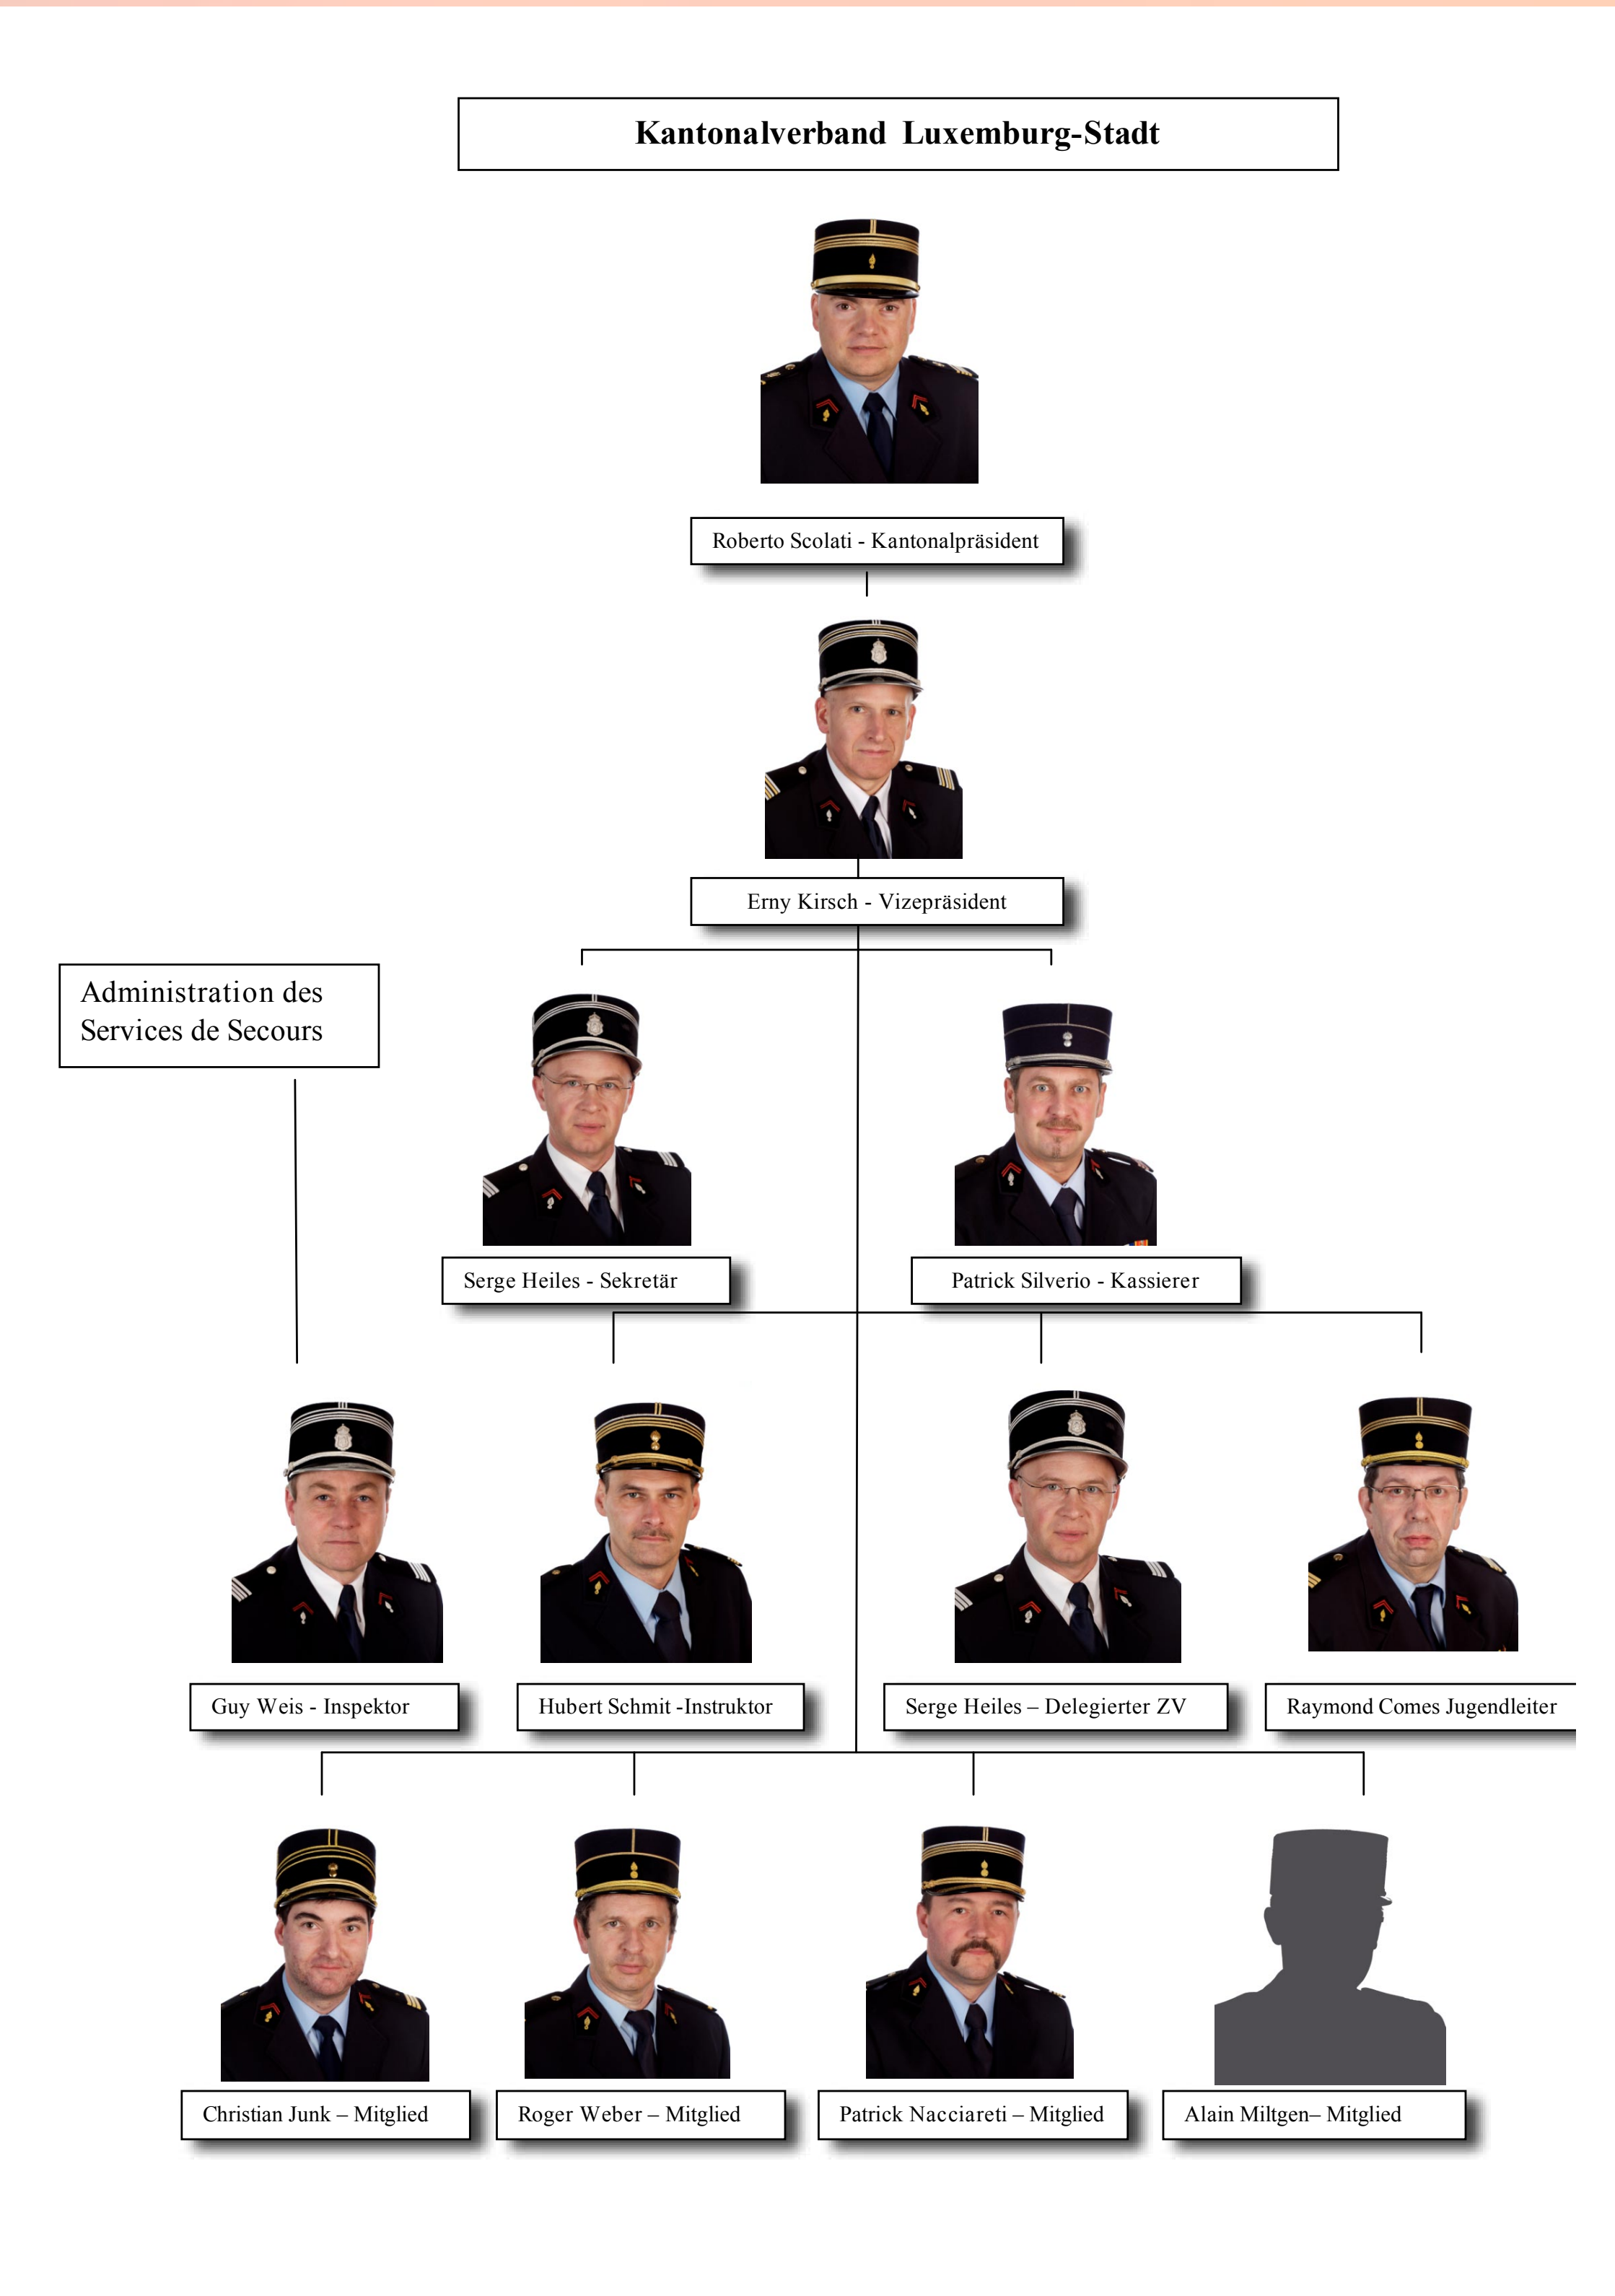 Kantonalverband Luxemburg-Stadt
Roberto Scolati - Kantonalpräsident
Erny Kirsch - Vizepräsident
Administration des
Services de Secours
Serge Heiles - Sekretär
Patrick Silverio - Kassierer
Guy Weis - Inspektor
Hubert Schmit -Instruktor
Serge Heiles – Delegierter ZV
Raymond Comes Jugendleiter
Christian Junk – Mitglied
Roger Weber – Mitglied
Patrick Nacciareti – Mitglied
Alain Miltgen– Mitglied